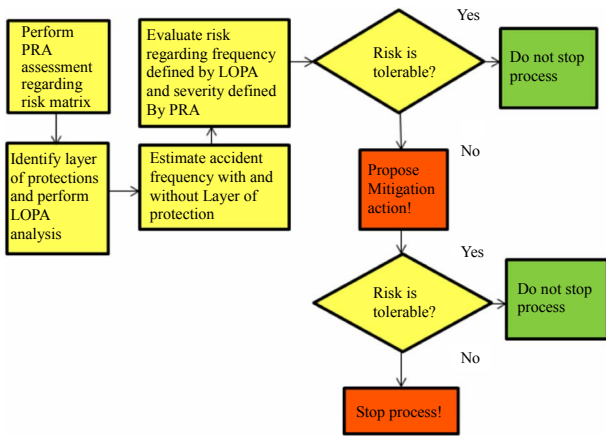 Perform
PRA
assessment
regarding
risk matrix
Identify layer
of protections
and perform
LOPA
analysis
Estimate accident
frequency with and
without Layer of
protection
Evaluate risk
regarding frequency
defined by LOPA
and severity defined
By PRA
Risk is
tolerable?
Yes
Do not stop
process
No
Propose
Mitigation
action!
Risk is
tolerable?
Yes
Do not stop
process
No
Stop process!